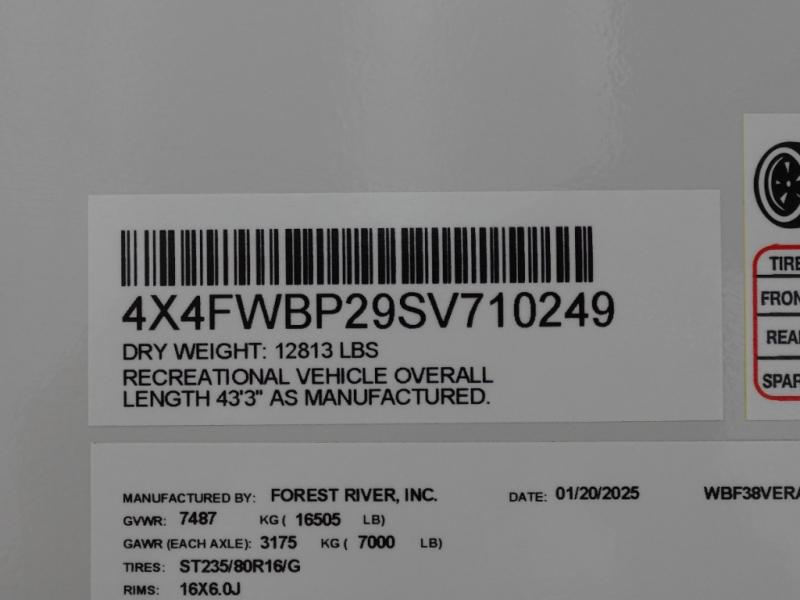 4X4FWBP29SV710249
DRY WEIGHT: 12813 LBS
RECREATIONAL VEHICLE OVERALL
LENGTH 43'3" AS MANUFACTURED.
TIRE
FRON
REAR
SPAR
MANUFACTURED BY: FOREST RIVER, INC. DATE: 01/20/2025 WBF38VERA
GVWR: 7487 KG ( 16505 LB)
GAWR (EACH AXLE): 3175 KG ( 7000 LB)
TIRES: ST235/80R16/G
RIMS: 16X6.0J